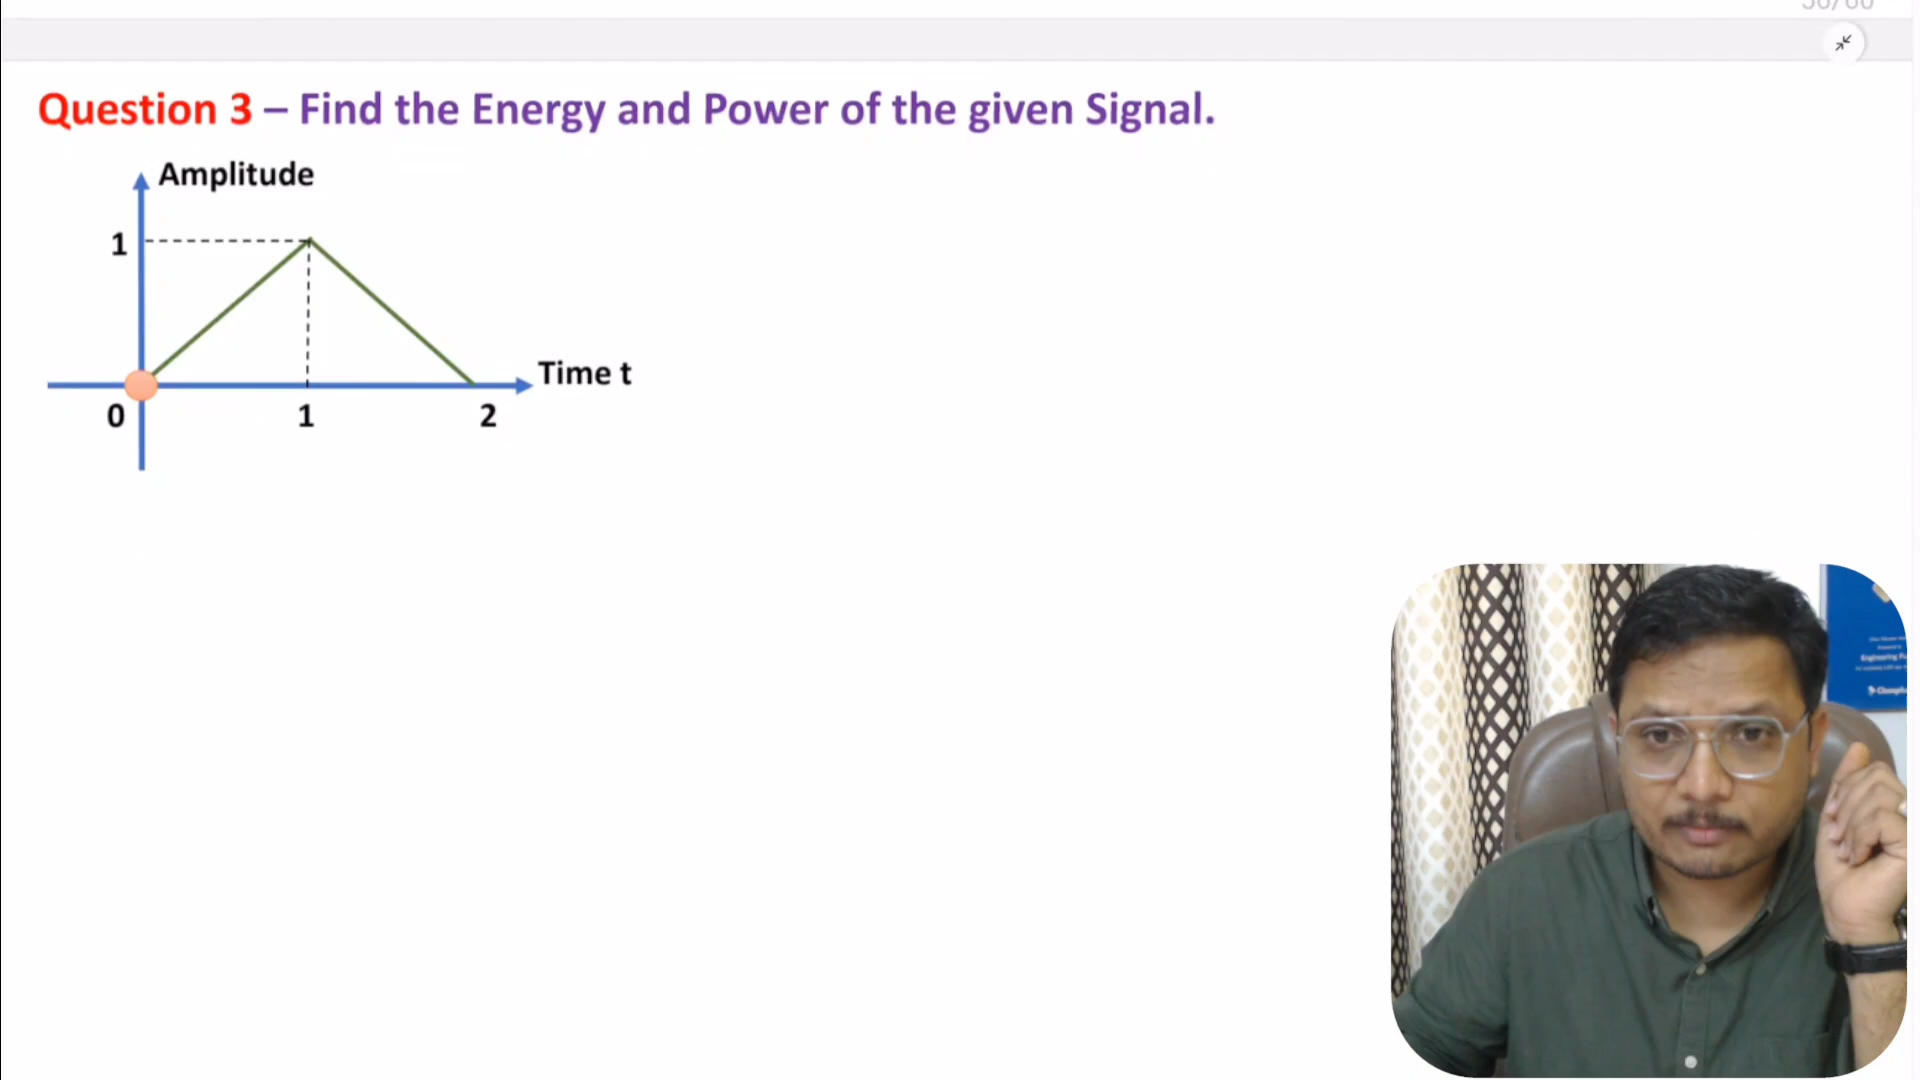 Question 3 – Find the Energy and Power of the given Signal.
Amplitude
1
Time t
0
1
2